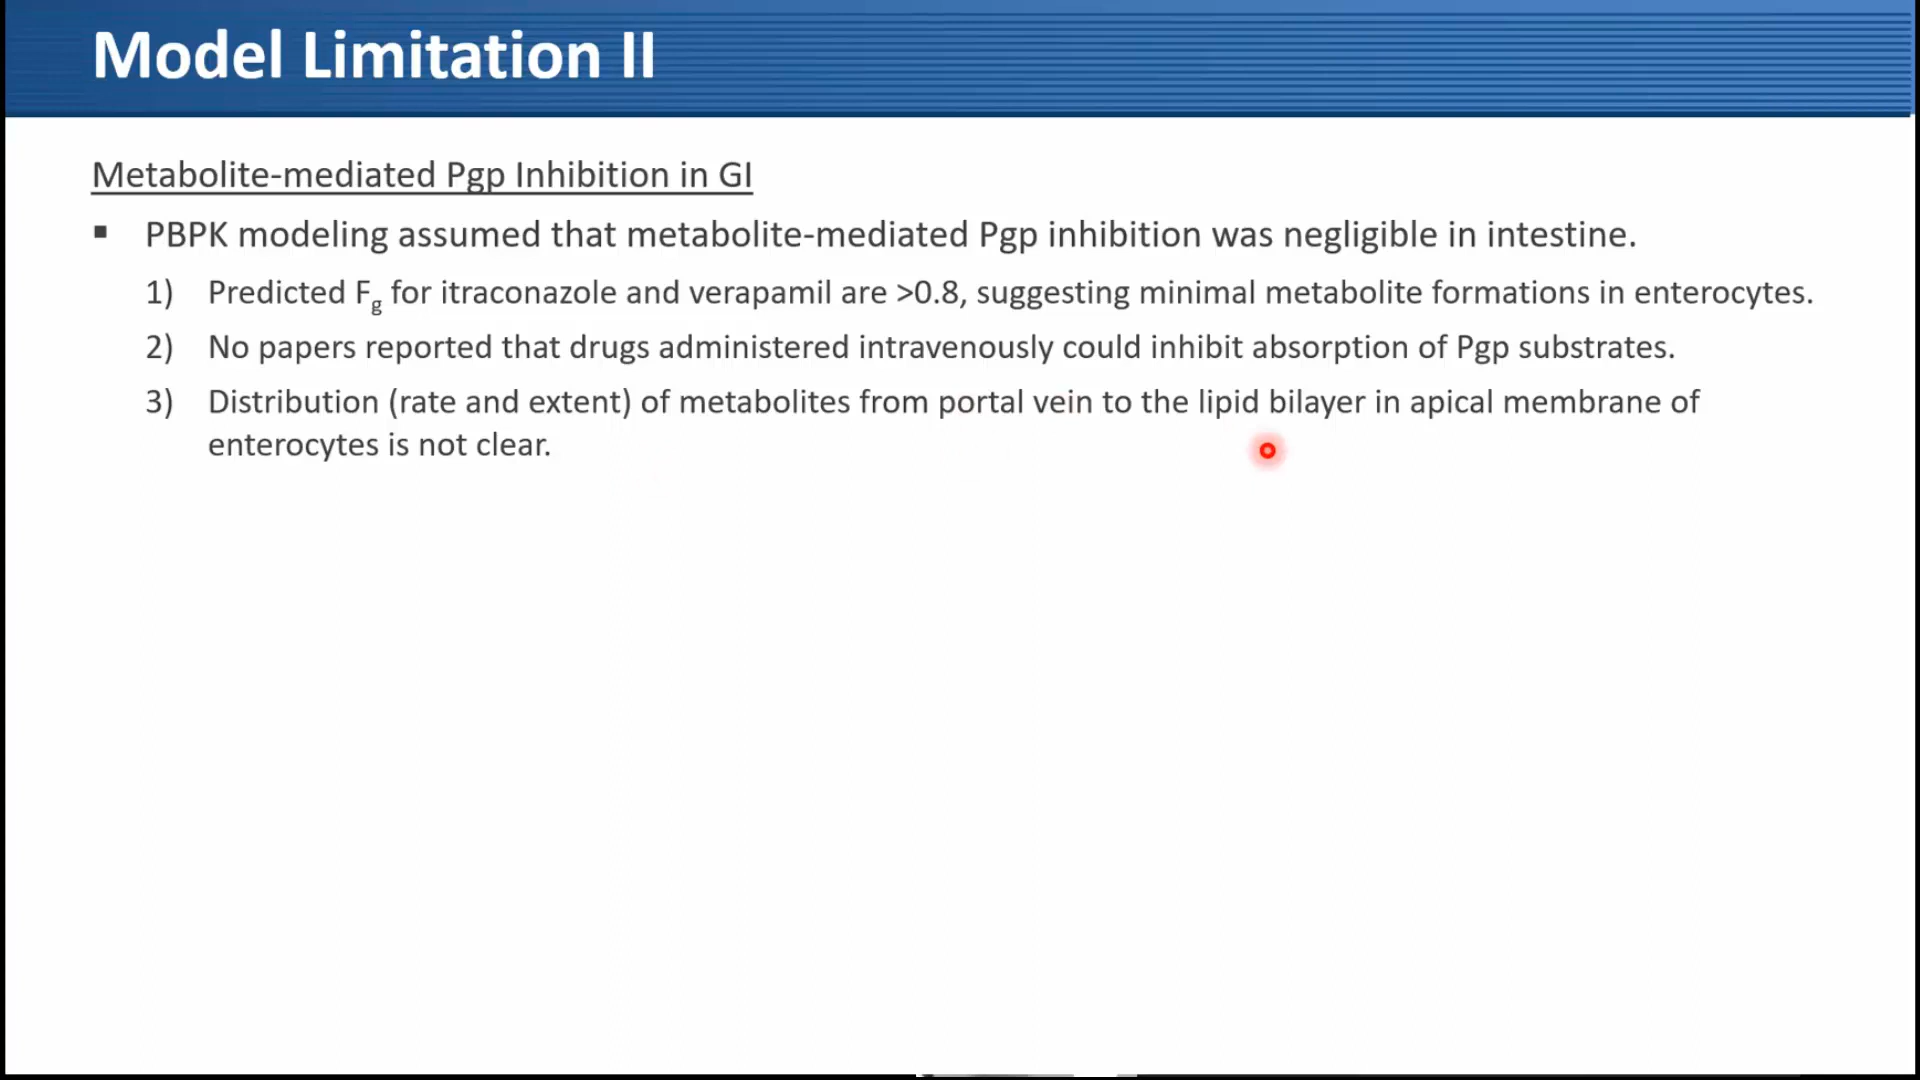 Model Limitation II
Metabolite-mediated Pgp Inhibition in GI
▪ PBPK modeling assumed that metabolite-mediated Pgp inhibition was negligible in intestine.
1) Predicted Fg for itraconazole and verapamil are >0.8, suggesting minimal metabolite formations in enterocytes.
2) No papers reported that drugs administered intravenously could inhibit absorption of Pgp substrates.
3) Distribution (rate and extent) of metabolites from portal vein to the lipid bilayer in apical membrane of
enterocytes is not clear.